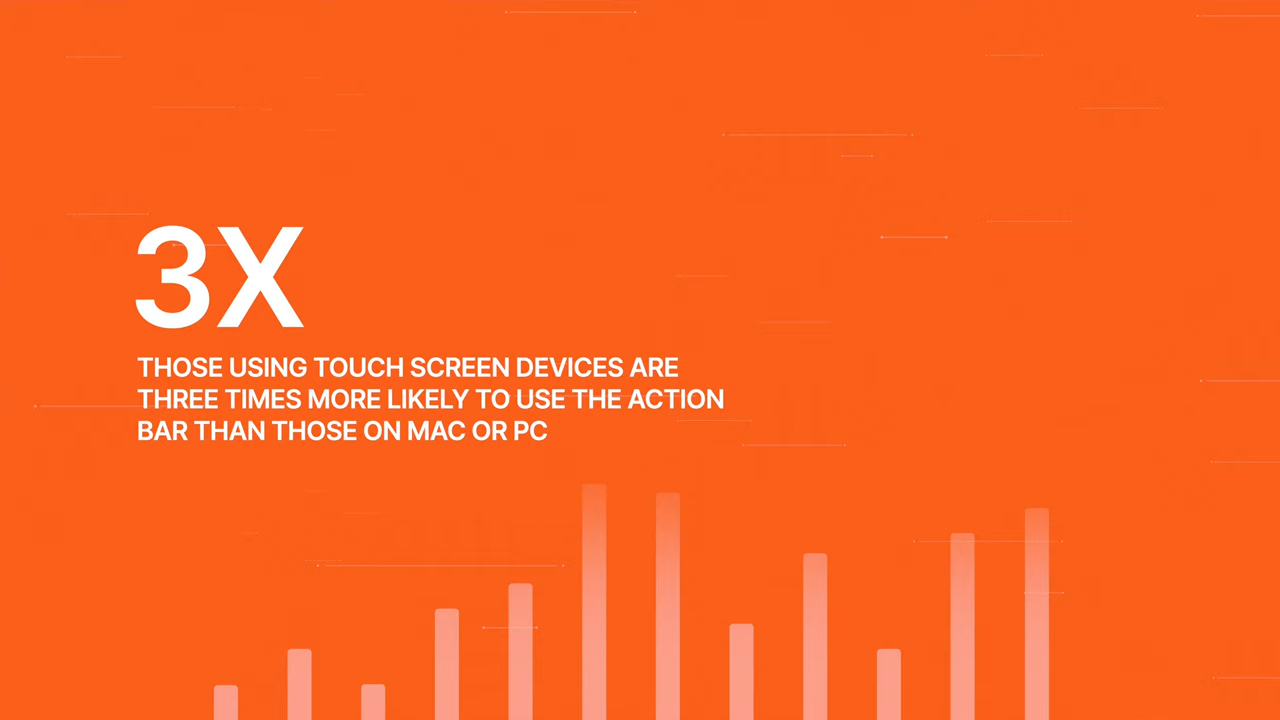 3X
THOSE USING TOUCH SCREEN DEVICES ARE
THREE TIMES MORE LIKELY TO USE THE ACTION
BAR THAN THOSE ON MAC OR PC